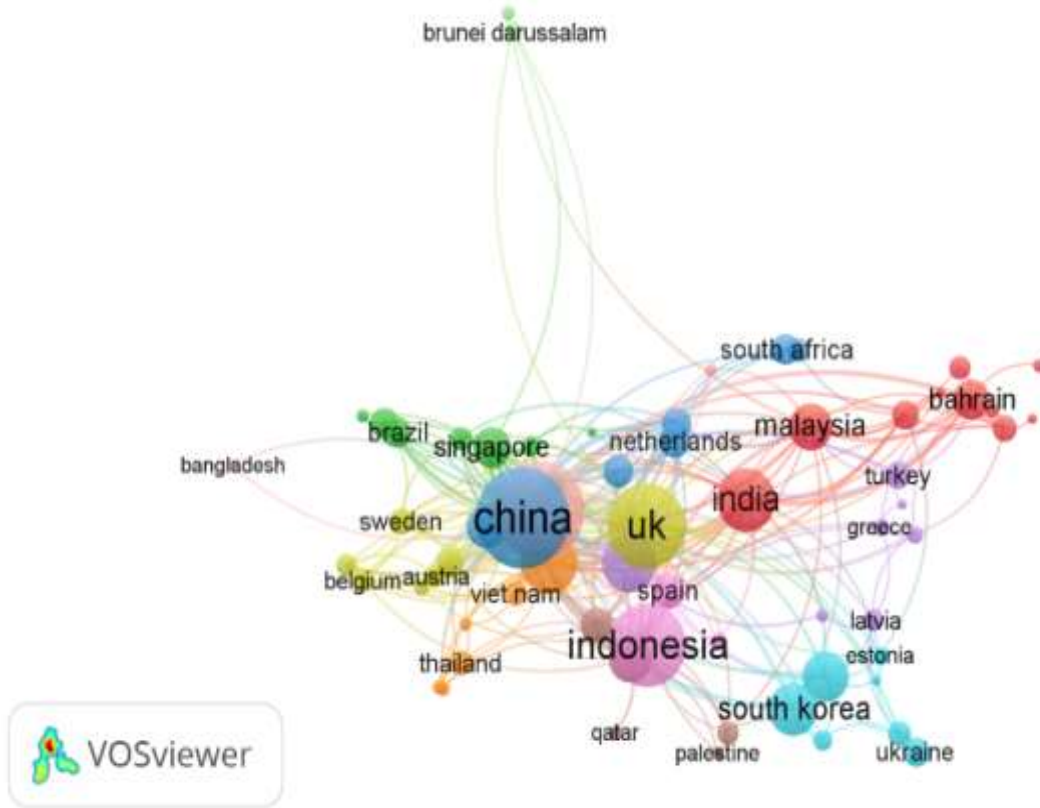 brunei darussalam
south africa
bahrain
brazil
malaysia
singapore
netherlands
bangladesh
turkey
india
china
sweden
uk
greece
belgium
austria
viet nam
spain
latvia
indonesia
estonia
thailand
south korea
qatar
palestine
ukraine
VOSviewer